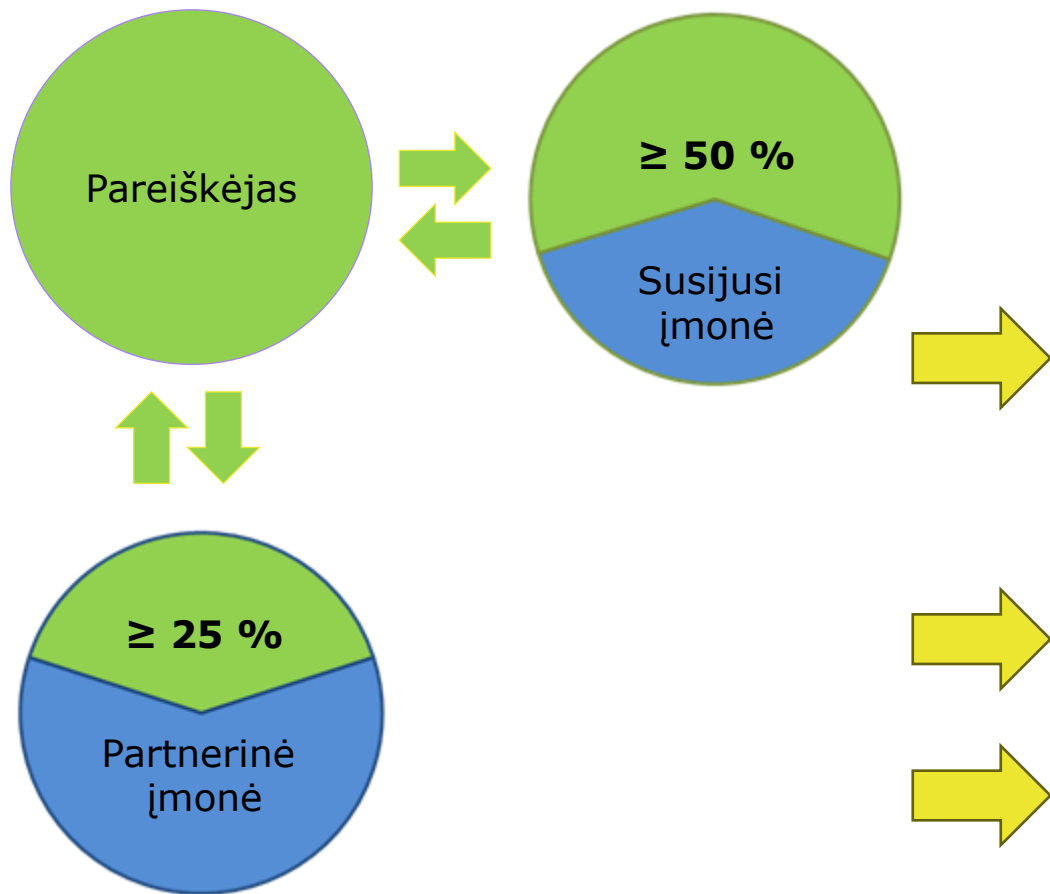 Pareiškėjas
≥ 50 %
Susijusi
įmonė
≥ 25 %
Partnerinė
įmonė